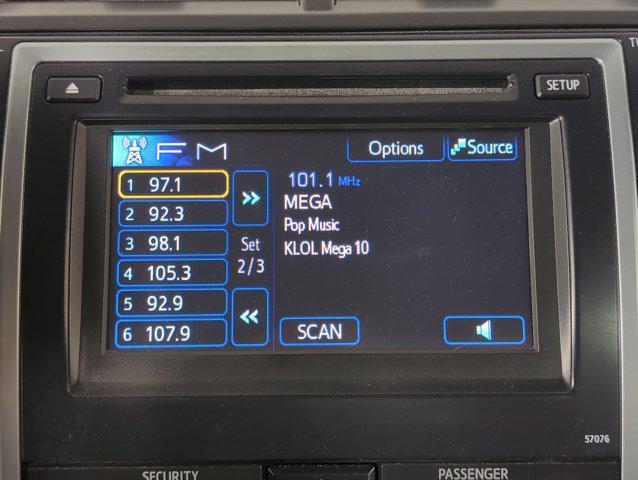 SETUP
FM
Options
Source
1 97.1
101.1 MHz
2 92.3
MEGA
Pop Music
3 98.1
Set
KLOL Mega 10
4 105.3
2/3
5 92.9
6 107.9
SCAN
57076
SECURITY
PASSENGER